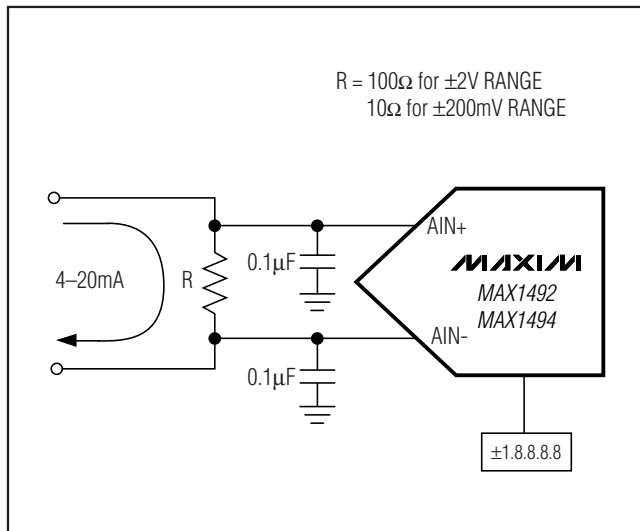 R = 100Ω for ±2V RANGE
10Ω for ±200mV RANGE
AIN+
0.1μF
MAXIM
4–20mA
R
MAX1492
MAX1494
AIN-
0.1μF
±1.8.8.8.8